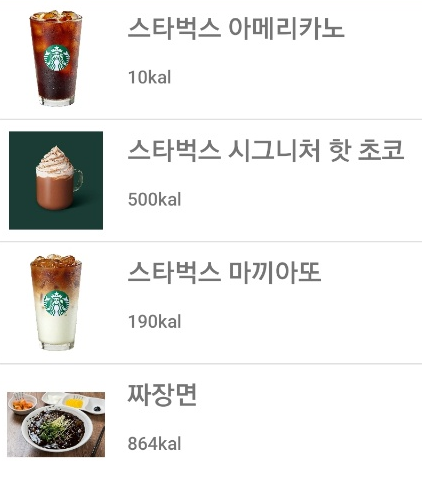 스타벅스 아메리카노
10kal
스타벅스 시그니처 핫 초코
500kal
스타벅스 마끼아또
190kal
짜장면
864kal